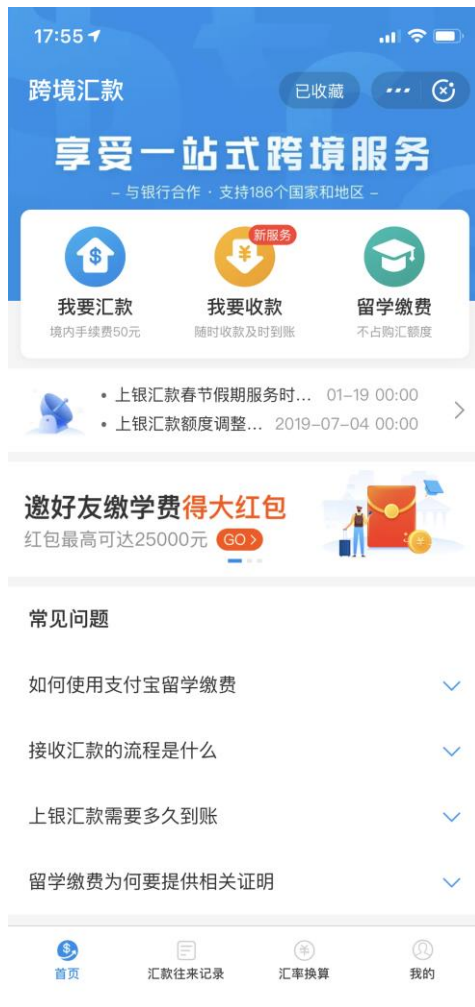 17:55
跨境汇款
已收藏
享受一站式跨境服务
– 与银行合作 · 支持186个国家和地区 –
新服务
我要汇款 我要收款 留学缴费
境内手续费50元 随时收款及时到账 不占购汇额度
• 上银汇款春节假期服务时... 01-19 00:00
• 上银汇款额度调整... 2019-07-04 00:00
邀好友缴学费得大红包
红包最高可达25000元 GO >
常见问题
如何使用支付宝留学缴费
接收汇款的流程是什么
上银汇款需要多久到账
留学缴费为何要提供相关证明
首页 汇款往来记录 汇率换算 我的